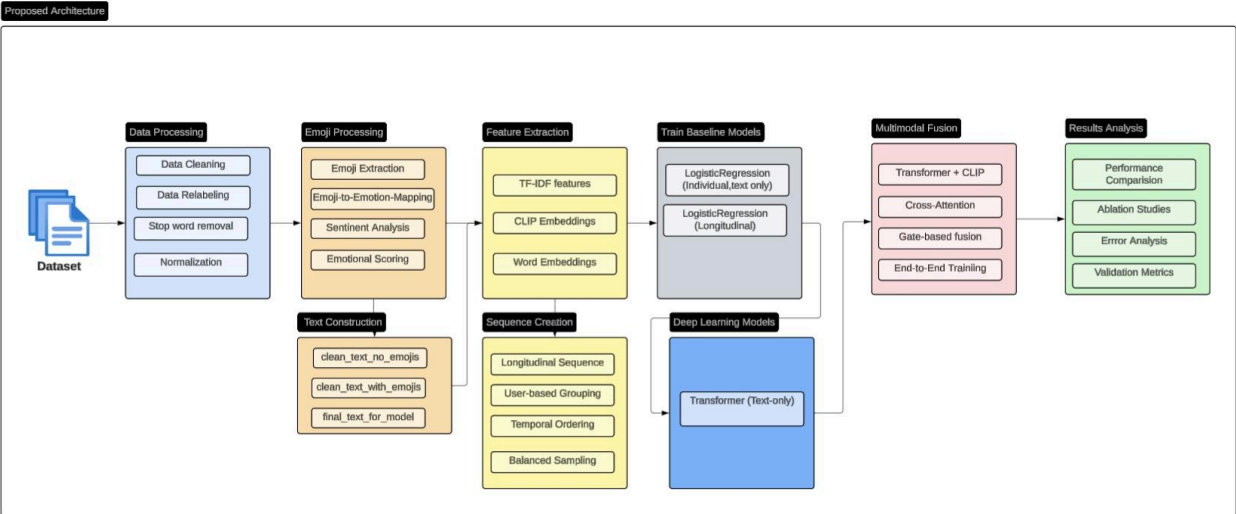 Proposed Architecture
Dataset
Data Processing
Data Cleaning
Data Relabeling
Stop word removal
Normalization
Emoji Processing
Emoji Extraction
Emoji-to-Emotion-Mapping
Sentinent Analysis
Emotional Scoring
Text Construction
clean_text_no_emojis
clean_text_with_emojis
final_text_for_model
Feature Extraction
TF-IDF features
CLIP Embeddings
Word Embeddings
Sequence Creation
Longitudinal Sequence
User-based Grouping
Temporal Ordering
Balanced Sampling
Train Baseline Models
LogisticRegression
(Individual,text only)
LogisticRegression
(Longitudinal)
Deep Learning Models
Transformer (Text-only)
Multimodal Fusion
Transformer + CLIP
Cross-Attention
Gate-based fusion
End-to-End Trainiing
Results Analysis
Performance
Comparision
Ablation Studies
Errror Analysis
Validation Metrics